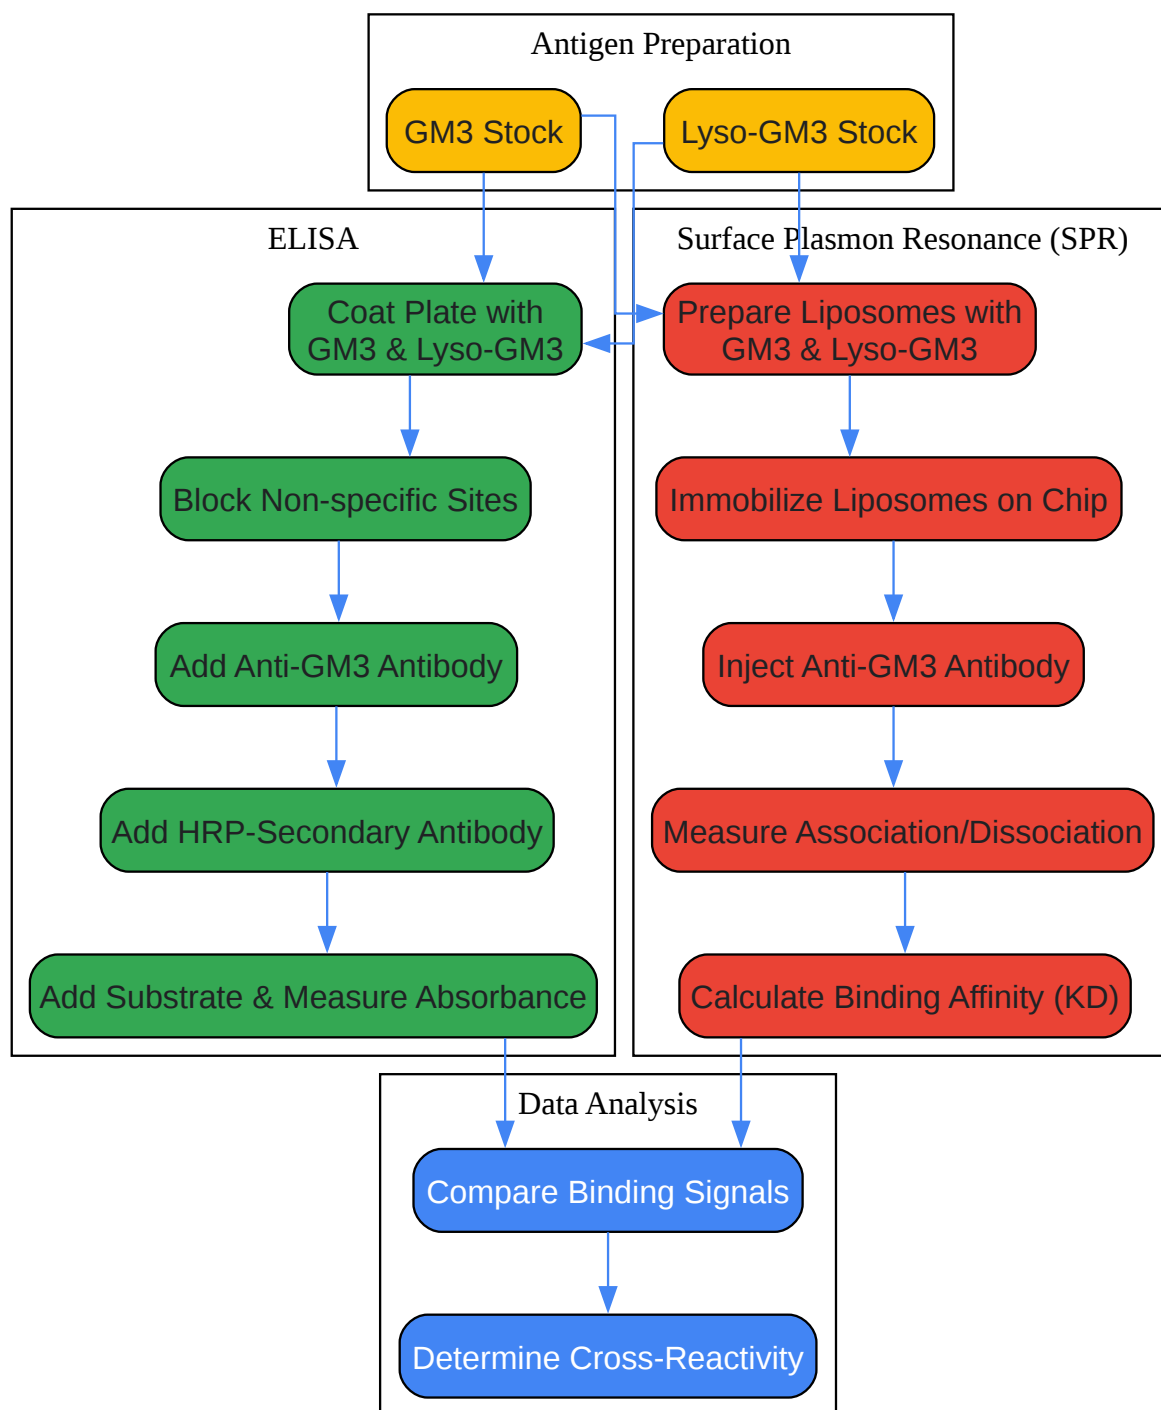 Antigen Preparation
GM3 Stock
Lyso-GM3 Stock
ELISA
Coat Plate with
GM3 & Lyso-GM3
Block Non-specific Sites
Add Anti-GM3 Antibody
Add HRP-Secondary Antibody
Add Substrate & Measure Absorbance
Surface Plasmon Resonance (SPR)
Prepare Liposomes with
GM3 & Lyso-GM3
Immobilize Liposomes on Chip
Inject Anti-GM3 Antibody
Measure Association/Dissociation
Calculate Binding Affinity (KD)
Data Analysis
Compare Binding Signals
Determine Cross-Reactivity